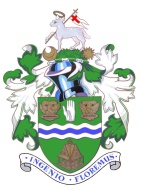 · INGENIO · FLOREMUS ·